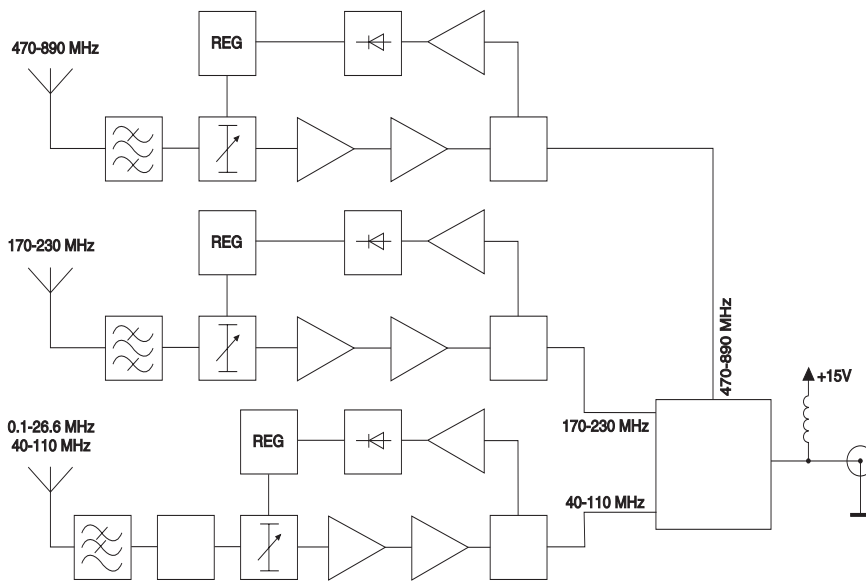 470-890 MHz
REG
170-230 MHz
REG
470-890 MHz
+15V
0.1-26.6 MHz
40-110 MHz
REG
170-230 MHz
40-110 MHz